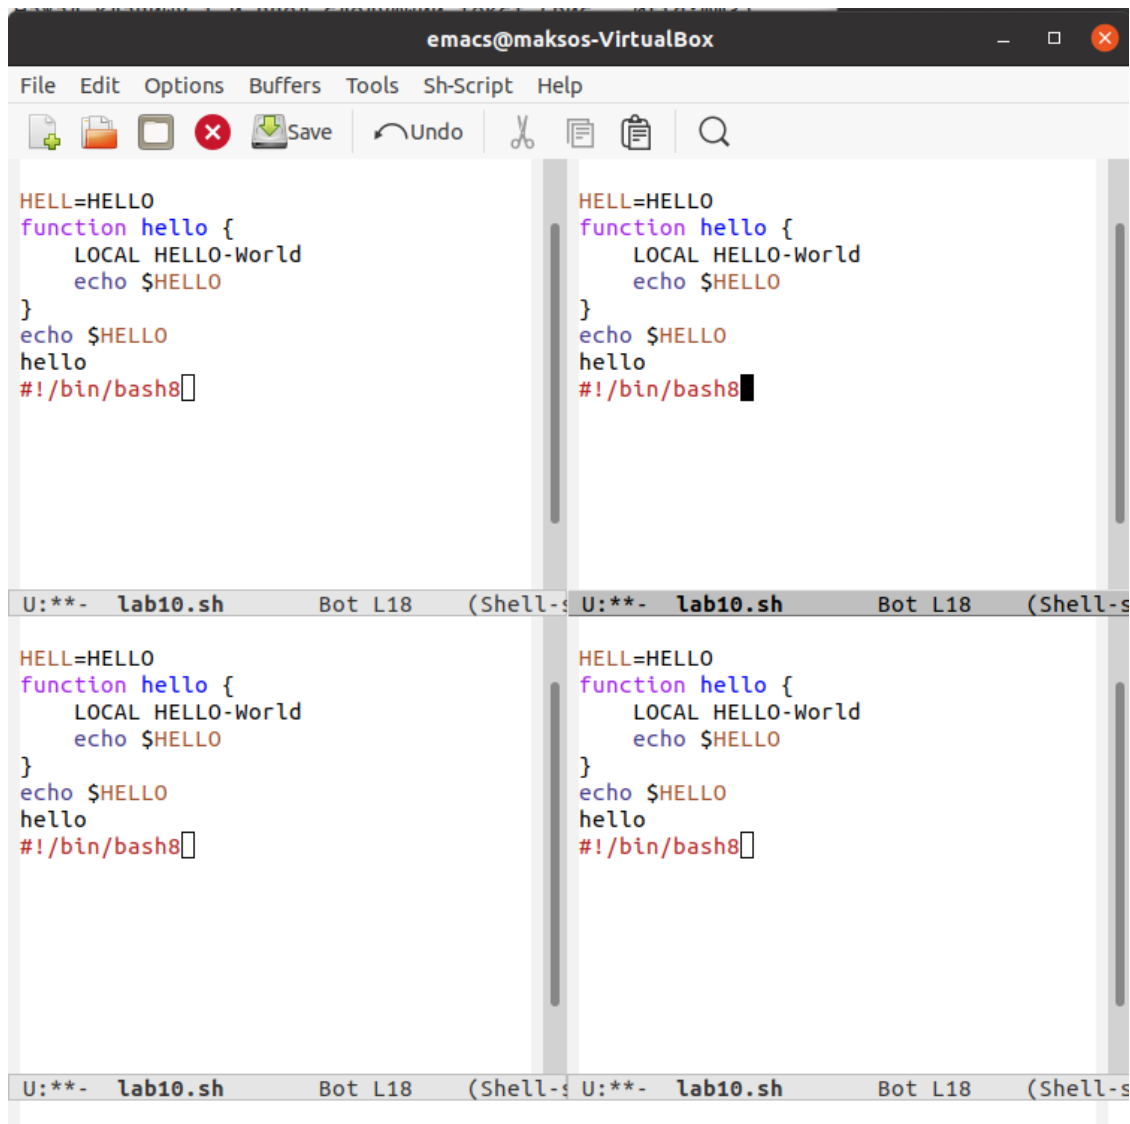 emacs@maksos-VirtualBox
File Edit Options Buffers Tools Sh-Script Help
Save Undo
HELL=HELLO
function hello {
    LOCAL HELLO-World
    echo $HELLO
}
echo $HELLO
hello
#!/bin/bash8
U:**- lab10.sh Bot L18 (Shell-s
HELL=HELLO
function hello {
    LOCAL HELLO-World
    echo $HELLO
}
echo $HELLO
hello
#!/bin/bash8
U:**- lab10.sh Bot L18 (Shell-s
HELL=HELLO
function hello {
    LOCAL HELLO-World
    echo $HELLO
}
echo $HELLO
hello
#!/bin/bash8
U:**- lab10.sh Bot L18 (Shell-s
HELL=HELLO
function hello {
    LOCAL HELLO-World
    echo $HELLO
}
echo $HELLO
hello
#!/bin/bash8
U:**- lab10.sh Bot L18 (Shell-s